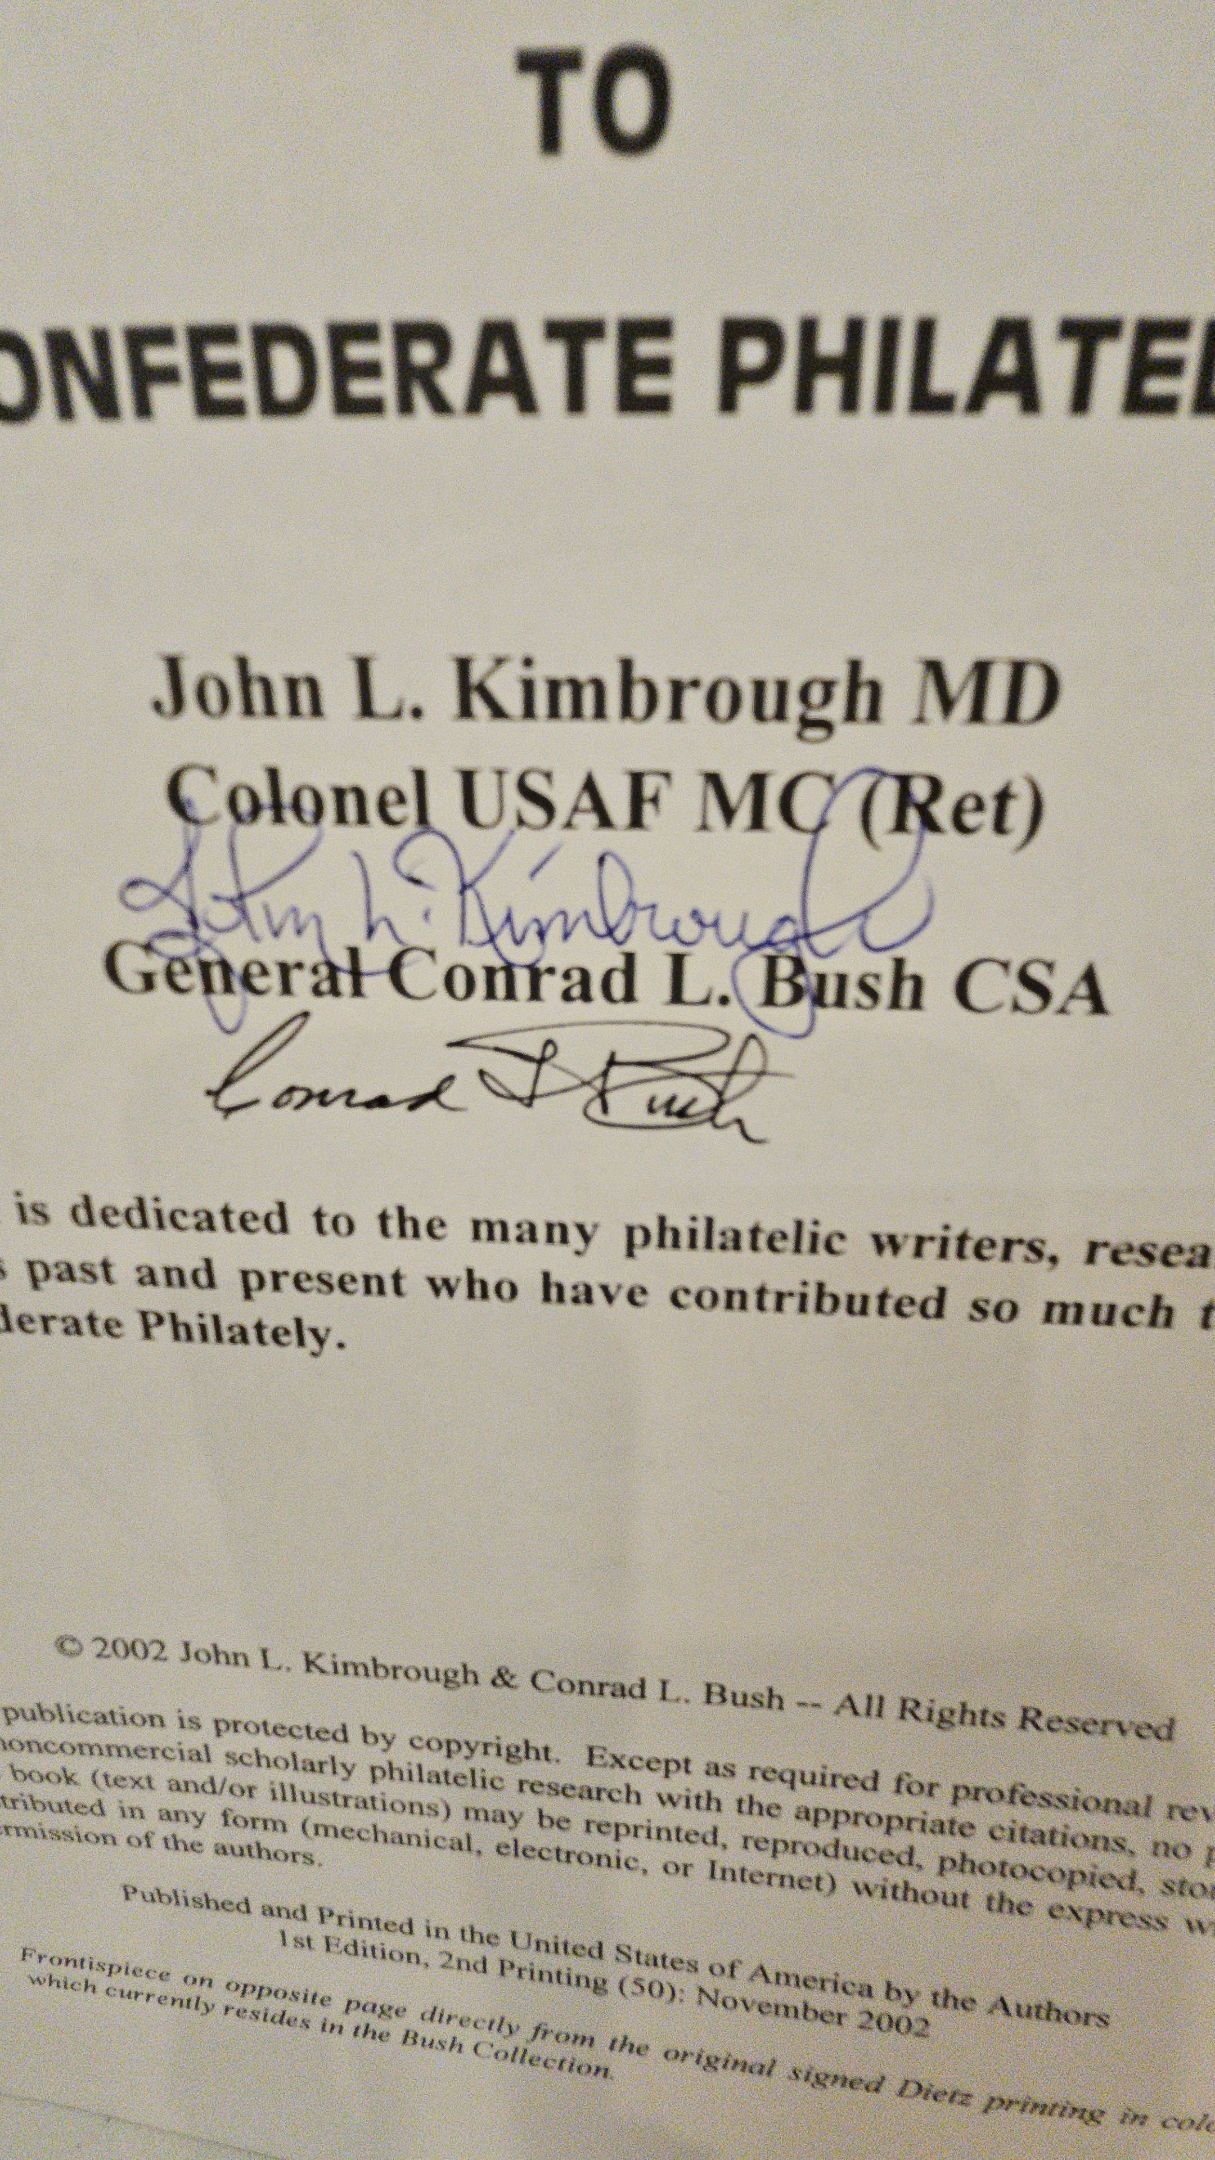 TO
ONFEDERATE PHILATEL
John L. Kimbrough MD
Colonel USAF MC (Ret)
John L. Kimbrough
General Conrad L. Bush CSA
Conrad L Bush
is dedicated to the many philatelic writers, resea
s past and present who have contributed so much t
derate Philately.
© 2002 John L. Kimbrough & Conrad L. Bush -- All Rights Reserved
publication is protected by copyright. Except as required for professional rev
noncommercial scholarly philatelic research with the appropriate citations, no p
book (text and/or illustrations) may be reprinted, reproduced, photocopied, stor
tributed in any form (mechanical, electronic, or Internet) without the express w
rmission of the authors.
Published and Printed in the United States of America by the Authors
1st Edition, 2nd Printing (50): November 2002
Frontispiece on opposite page directly from the original signed Dietz printing in colo
which currently resides in the Bush Collection.